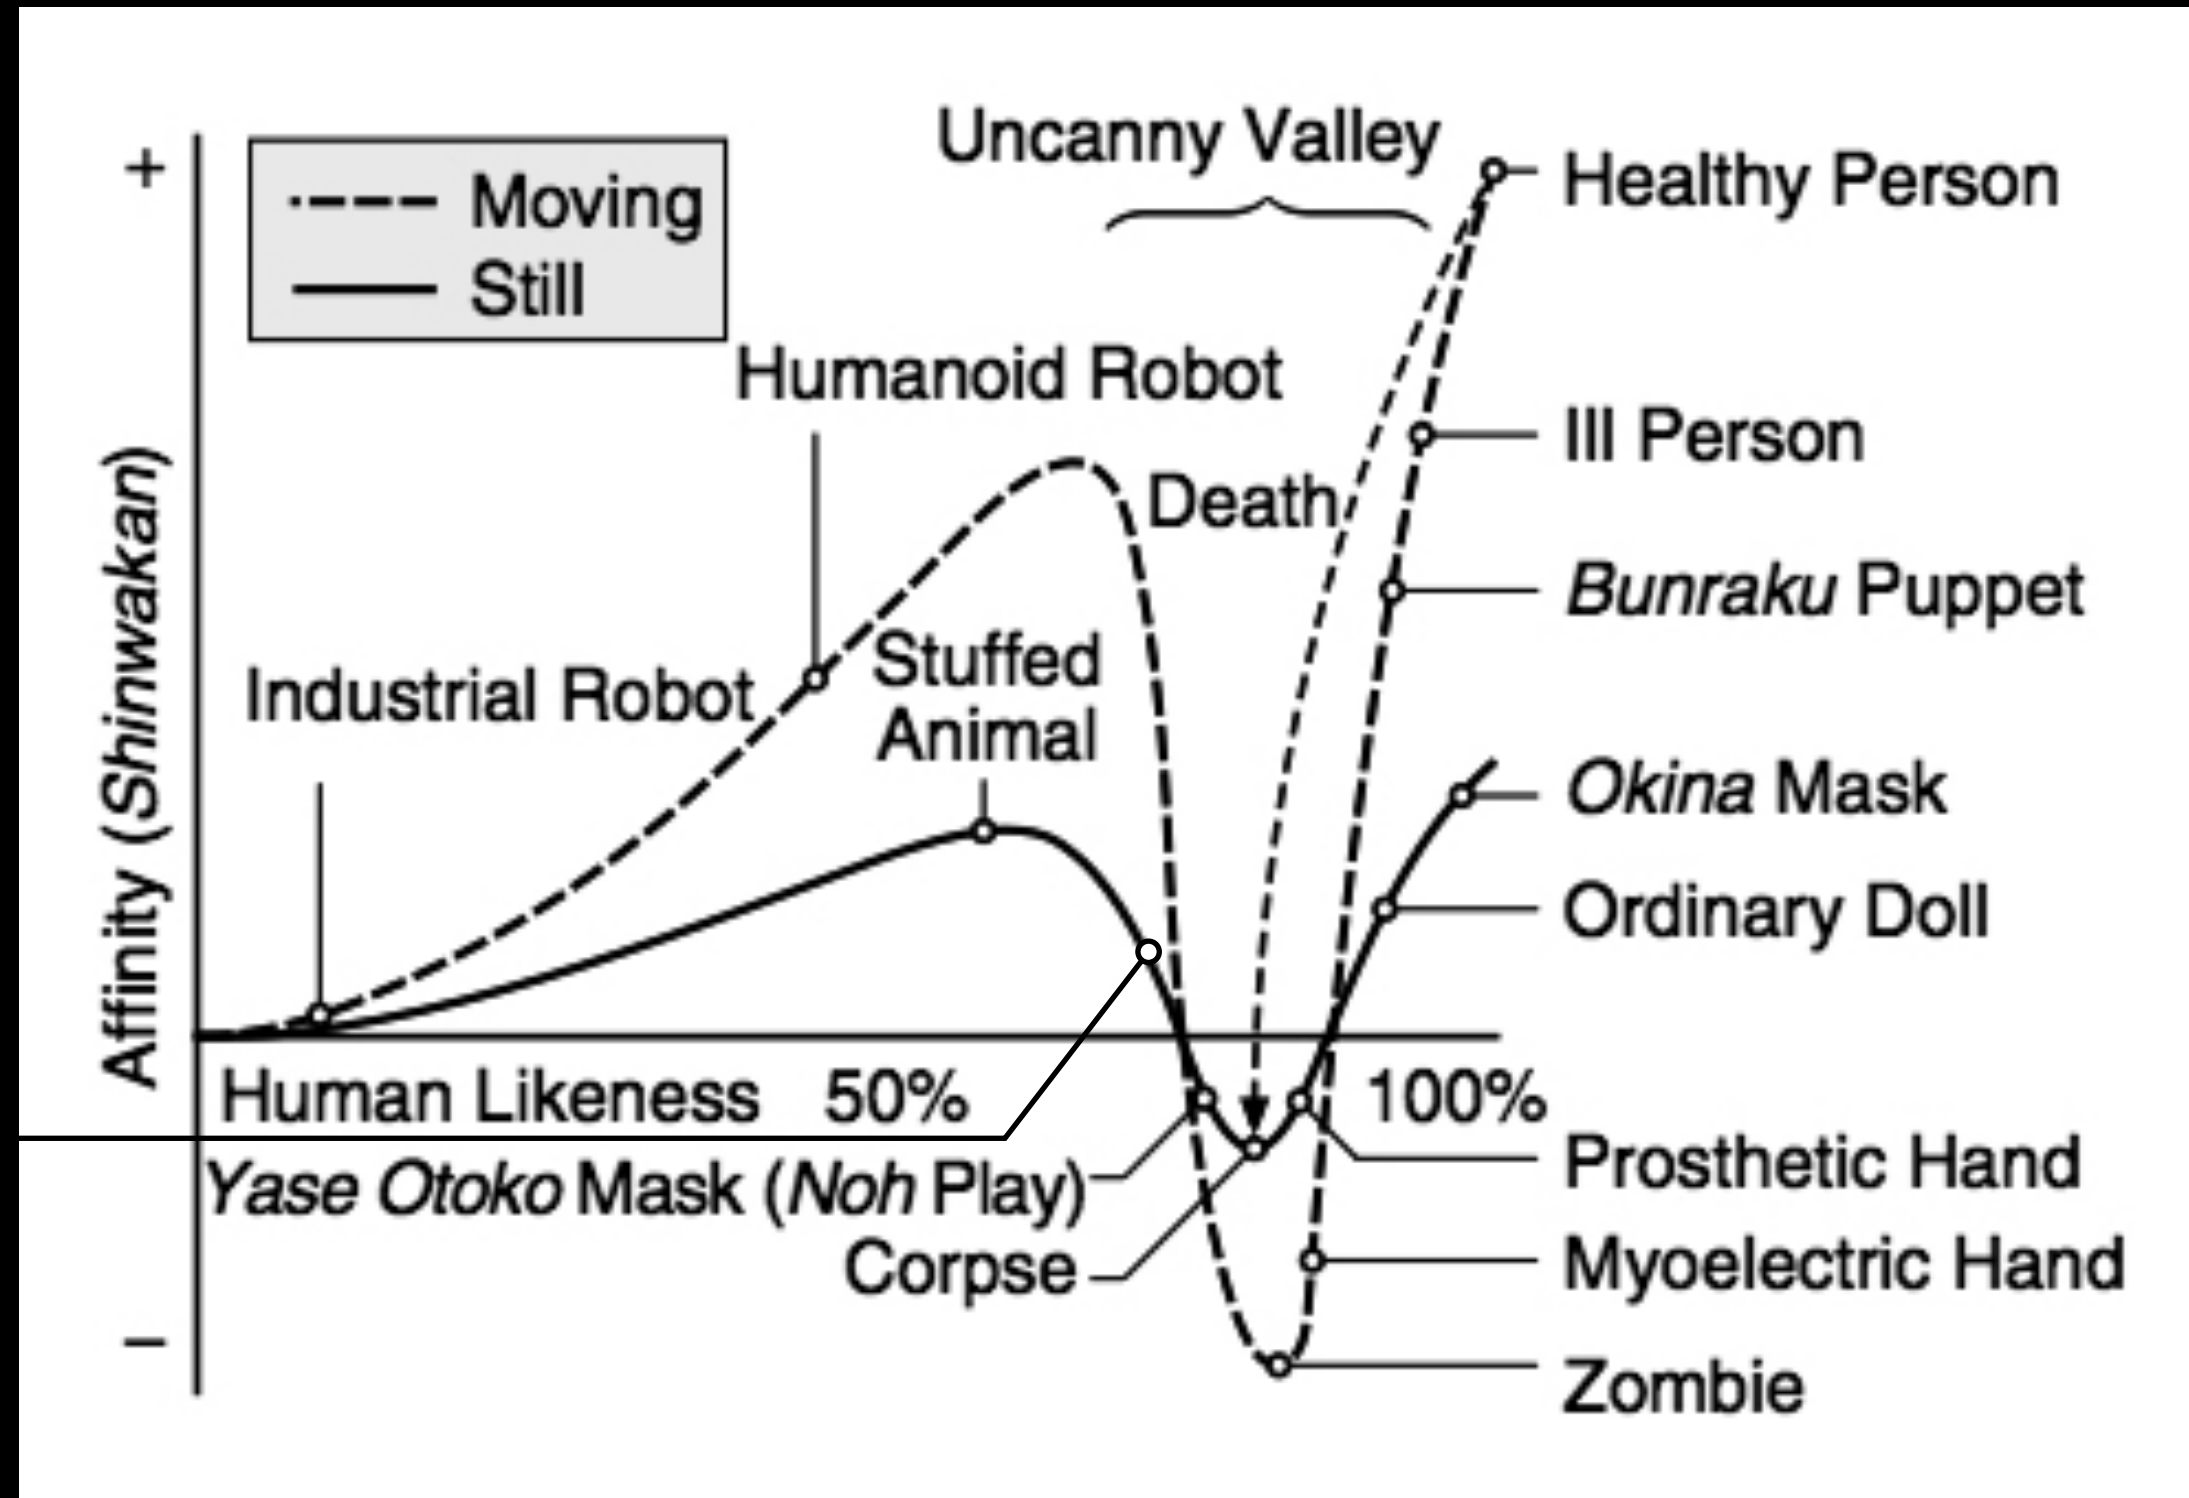 Uncanny Valley
+
Moving
Still
Healthy Person
Humanoid Robot
Ill Person
Death
Bunraku Puppet
Stuffed
Animal
Industrial Robot
Okina Mask
Ordinary Doll
Affinity (Shinwakan)
Human Likeness 50% 100%
Yase Otoko Mask (Noh Play)
Prosthetic Hand
Corpse
Myoelectric Hand
–
Zombie